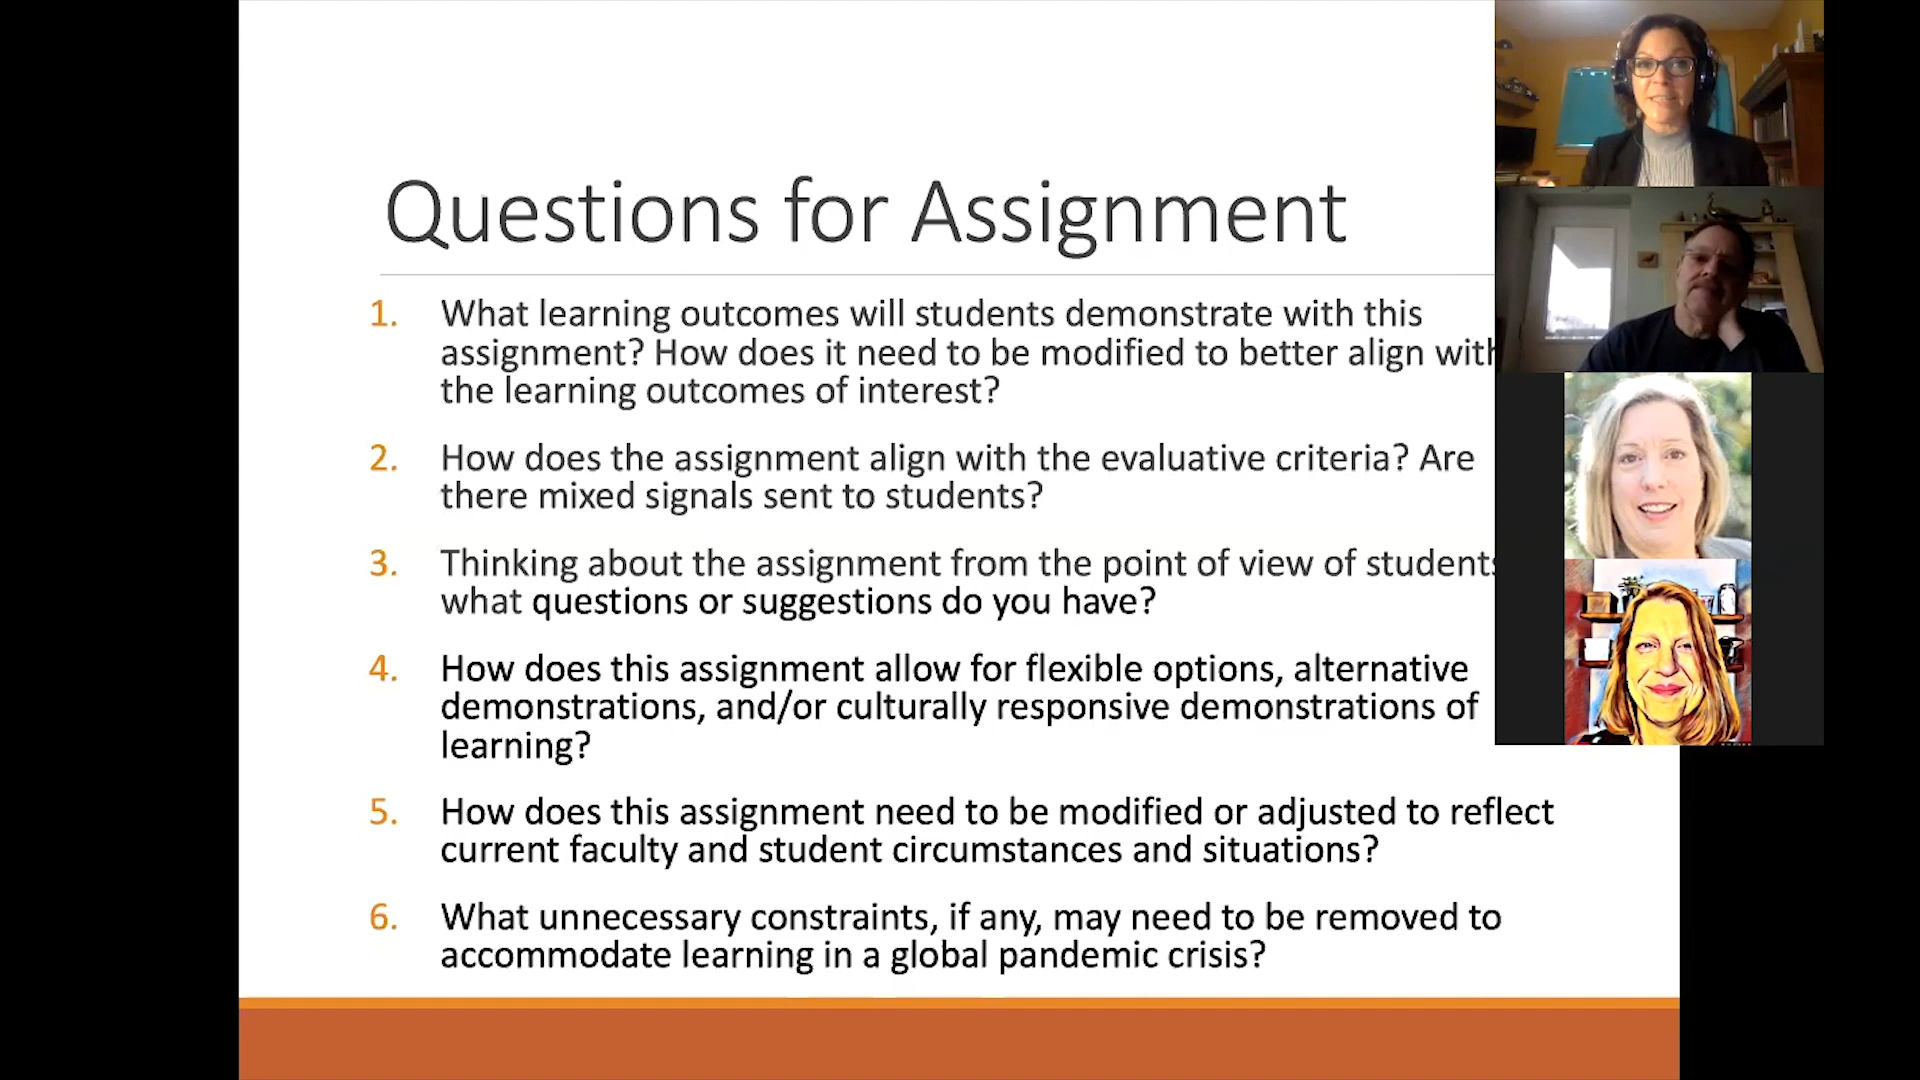 Questions for Assignment
1. What learning outcomes will students demonstrate with this
assignment? How does it need to be modified to better align with
the learning outcomes of interest?
2. How does the assignment align with the evaluative criteria? Are
there mixed signals sent to students?
3. Thinking about the assignment from the point of view of students
what questions or suggestions do you have?
4. How does this assignment allow for flexible options, alternative
demonstrations, and/or culturally responsive demonstrations of
learning?
5. How does this assignment need to be modified or adjusted to reflect
current faculty and student circumstances and situations?
6. What unnecessary constraints, if any, may need to be removed to
accommodate learning in a global pandemic crisis?